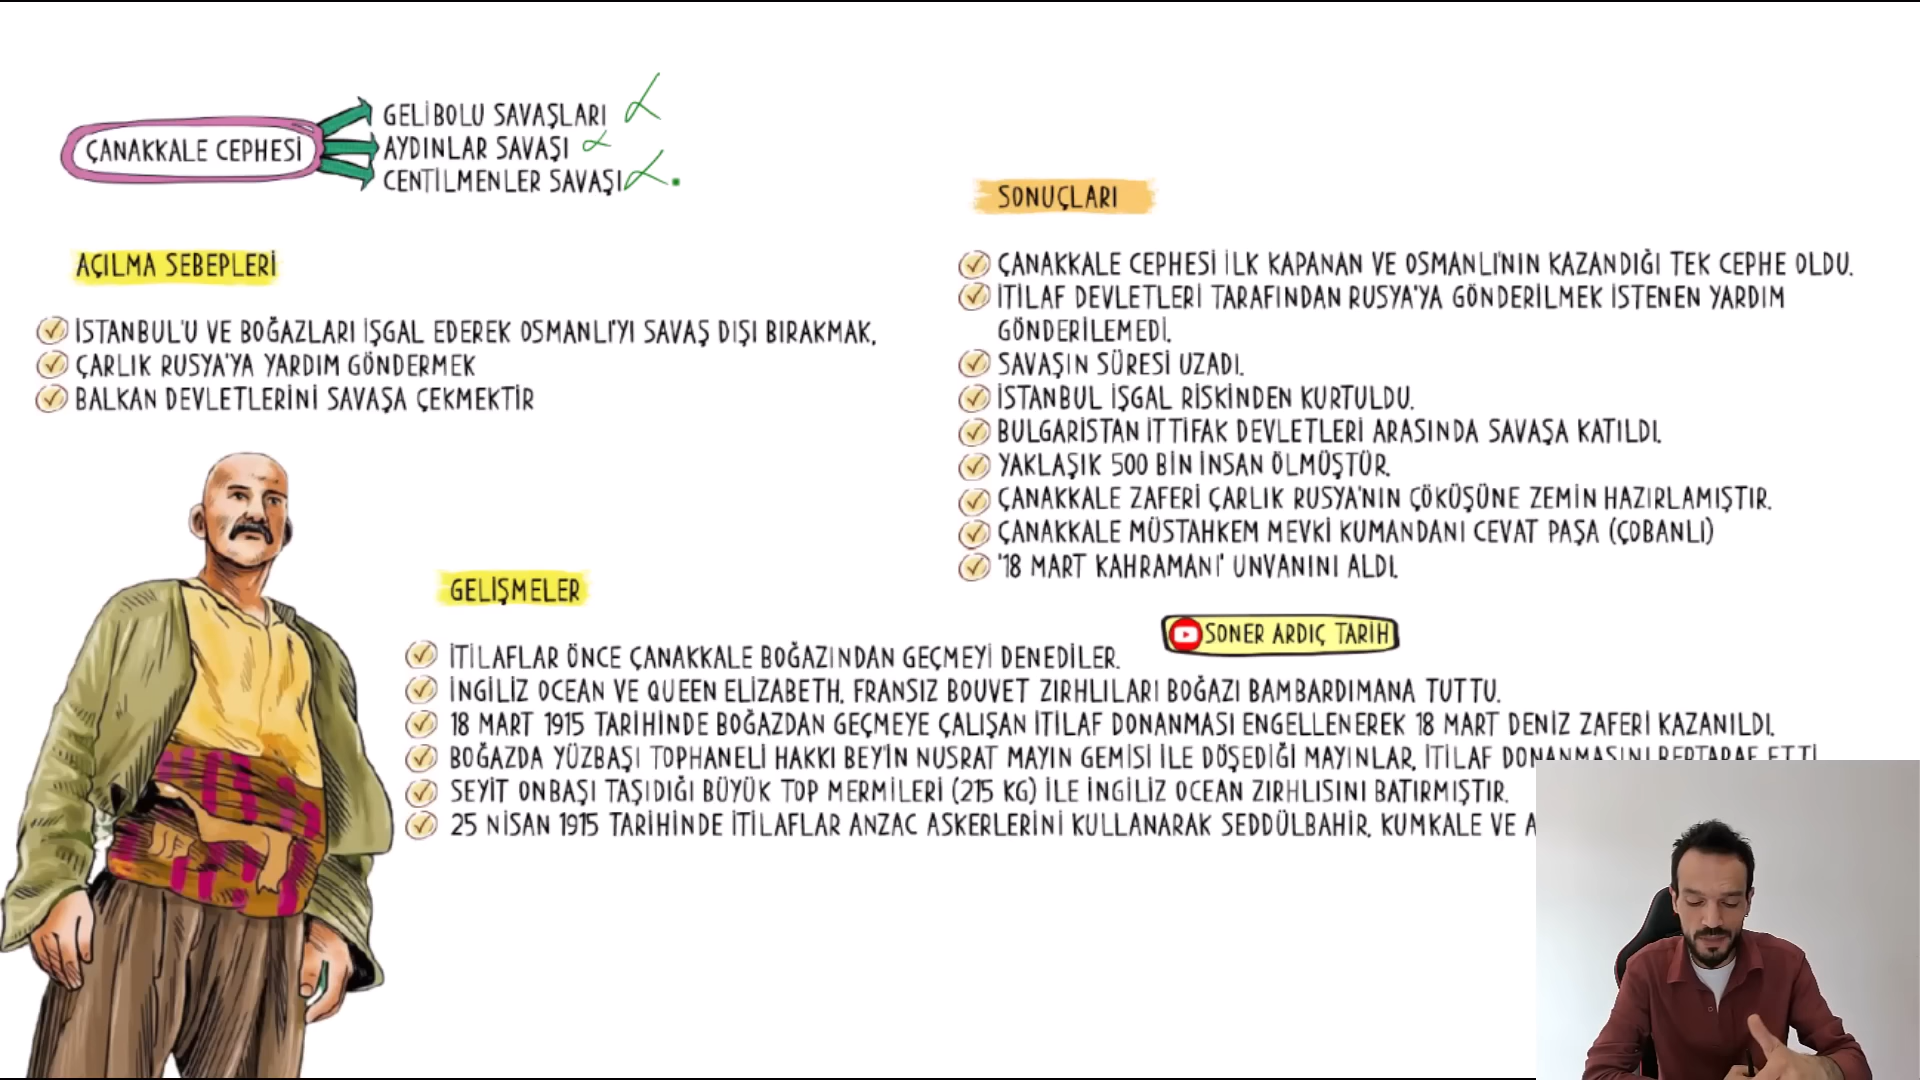 ÇANAKKALE CEPHESİ
GELİBOLU SAVAŞLARI
AYDINLAR SAVAŞI
CENTİLMENLER SAVAŞI
AÇILMA SEBEPLERİ
İSTANBUL'U VE BOĞAZLARI İŞGAL EDEREK OSMANLI'YI SAVAŞ DIŞI BIRAKMAK,
ÇARLIK RUSYA'YA YARDIM GÖNDERMEK
BALKAN DEVLETLERİNİ SAVAŞA ÇEKMEKTİR
SONUÇLARI
ÇANAKKALE CEPHESİ İLK KAPANAN VE OSMANLI'NIN KAZANDIĞI TEK CEPHE OLDU.
İTİLAF DEVLETLERİ TARAFINDAN RUSYA'YA GÖNDERİLMEK İSTENEN YARDIM
GÖNDERİLEMEDİ.
SAVAŞIN SÜRESİ UZADI.
İSTANBUL İŞGAL RİSKİNDEN KURTULDU.
BULGARİSTAN İTTİFAK DEVLETLERİ ARASINDA SAVAŞA KATILDI.
YAKLAŞIK 500 BİN İNSAN ÖLMÜŞTÜR.
ÇANAKKALE ZAFERİ ÇARLIK RUSYA'NIN ÇÖKÜŞÜNE ZEMİN HAZIRLAMIŞTIR.
ÇANAKKALE MÜSTAHKEM MEVKİ KUMANDANI CEVAT PAŞA (ÇOBANLI)
'18 MART KAHRAMANI' UNVANINI ALDI.
SONER ARDIÇ TARİH
GELİŞMELER
İTİLAFLAR ÖNCE ÇANAKKALE BOĞAZINDAN GEÇMEYİ DENEDİLER.
İNGİLİZ OCEAN VE QUEEN ELİZABETH, FRANSIZ BOUVET ZIRHLILARI BOĞAZI BAMBARDIMANA TUTTU.
18 MART 1915 TARİHİNDE BOĞAZDAN GEÇMEYE ÇALIŞAN İTİLAF DONANMASI ENGELLENEREK 18 MART DENİZ ZAFERİ KAZANILDI.
BOĞAZDA YÜZBAŞI TOPHANELİ HAKKI BEY'İN NUSRAT MAYIN GEMİSİ İLE DÖŞEDİĞİ MAYINLAR, İTİLAF DONANMASINI BERTARAF ETTİ
SEYİT ONBAŞI TAŞIDIĞI BÜYÜK TOP MERMİLERİ (215 KG) İLE İNGİLİZ OCEAN ZIRHLISINI BATIRMIŞTIR.
25 NİSAN 1915 TARİHİNDE İTİLAFLAR ANZAC ASKERLERİNİ KULLANARAK SEDDÜLBAHİR, KUMKALE VE A